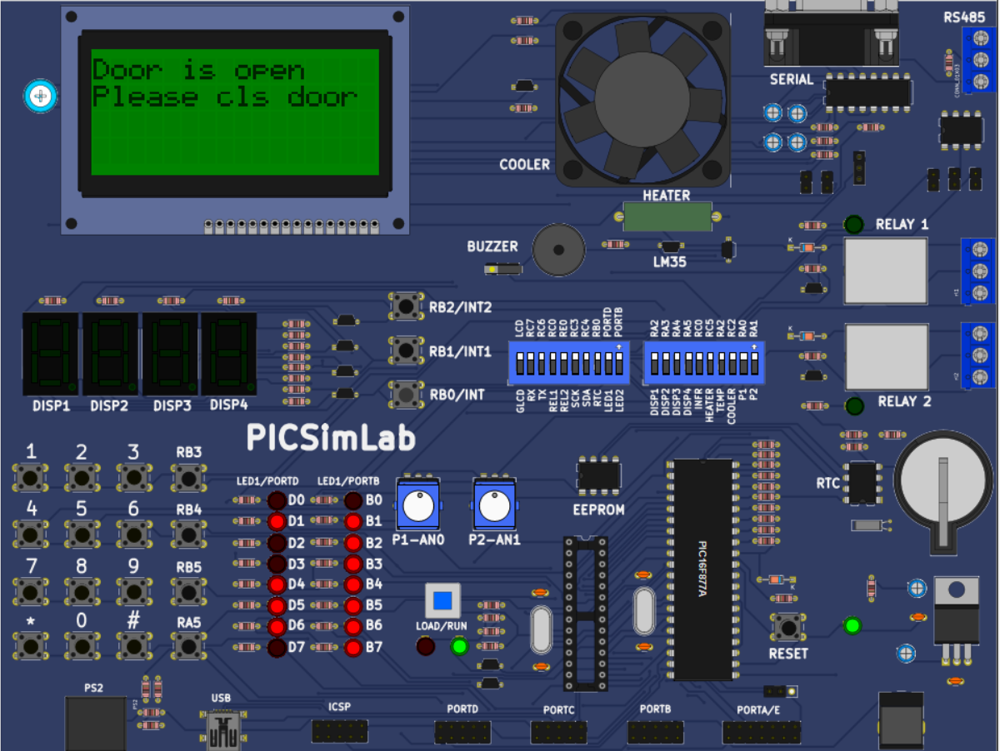 Door is open
Please cls door
RS485
CONN_01X03
SERIAL
COOLER
HEATER
RELAY 1
BUZZER
LM35
K
RB2/INT2
RB1/INT1
RB0/INT
LCD RC7 RC6 RC0 RE0 RC3 RC4 RB0 PORTD PORTB
GLCD RX TX REL1 REL2 SCK SDA RTC LED1 LED2
RA2 RA3 RA4 RA5 RC0 RC5 RA2 RC2 RA0 RA1
DISP1 DISP2 DISP3 DISP4 INFR HEATER TEMP COOLER P1 P2
K
RELAY 2
DISP1 DISP2 DISP3 DISP4
PICSimLab
1 2 3 RB3
4 5 6 RB4
7 8 9 RB5
* 0 # RA5
LED1/PORTD LED1/PORTB
D0 B0
D1 B1
D2 B2
D3 B3
D4 B4
D5 B5
D6 B6
D7 B7
P1-AN0 P2-AN1
EEPROM
RTC
PIC16F877A
K
LOAD/RUN
RESET
PS2
PS2
USB
ICSP
PORTD
PORTC
PORTB
PORTA/E